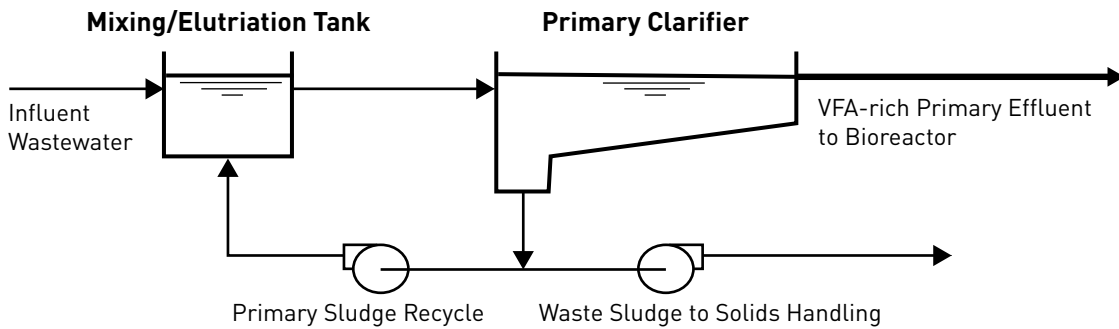 Mixing/Elutriation Tank
Primary Clarifier
Influent
Wastewater
VFA-rich Primary Effluent
to Bioreactor
Primary Sludge Recycle
Waste Sludge to Solids Handling